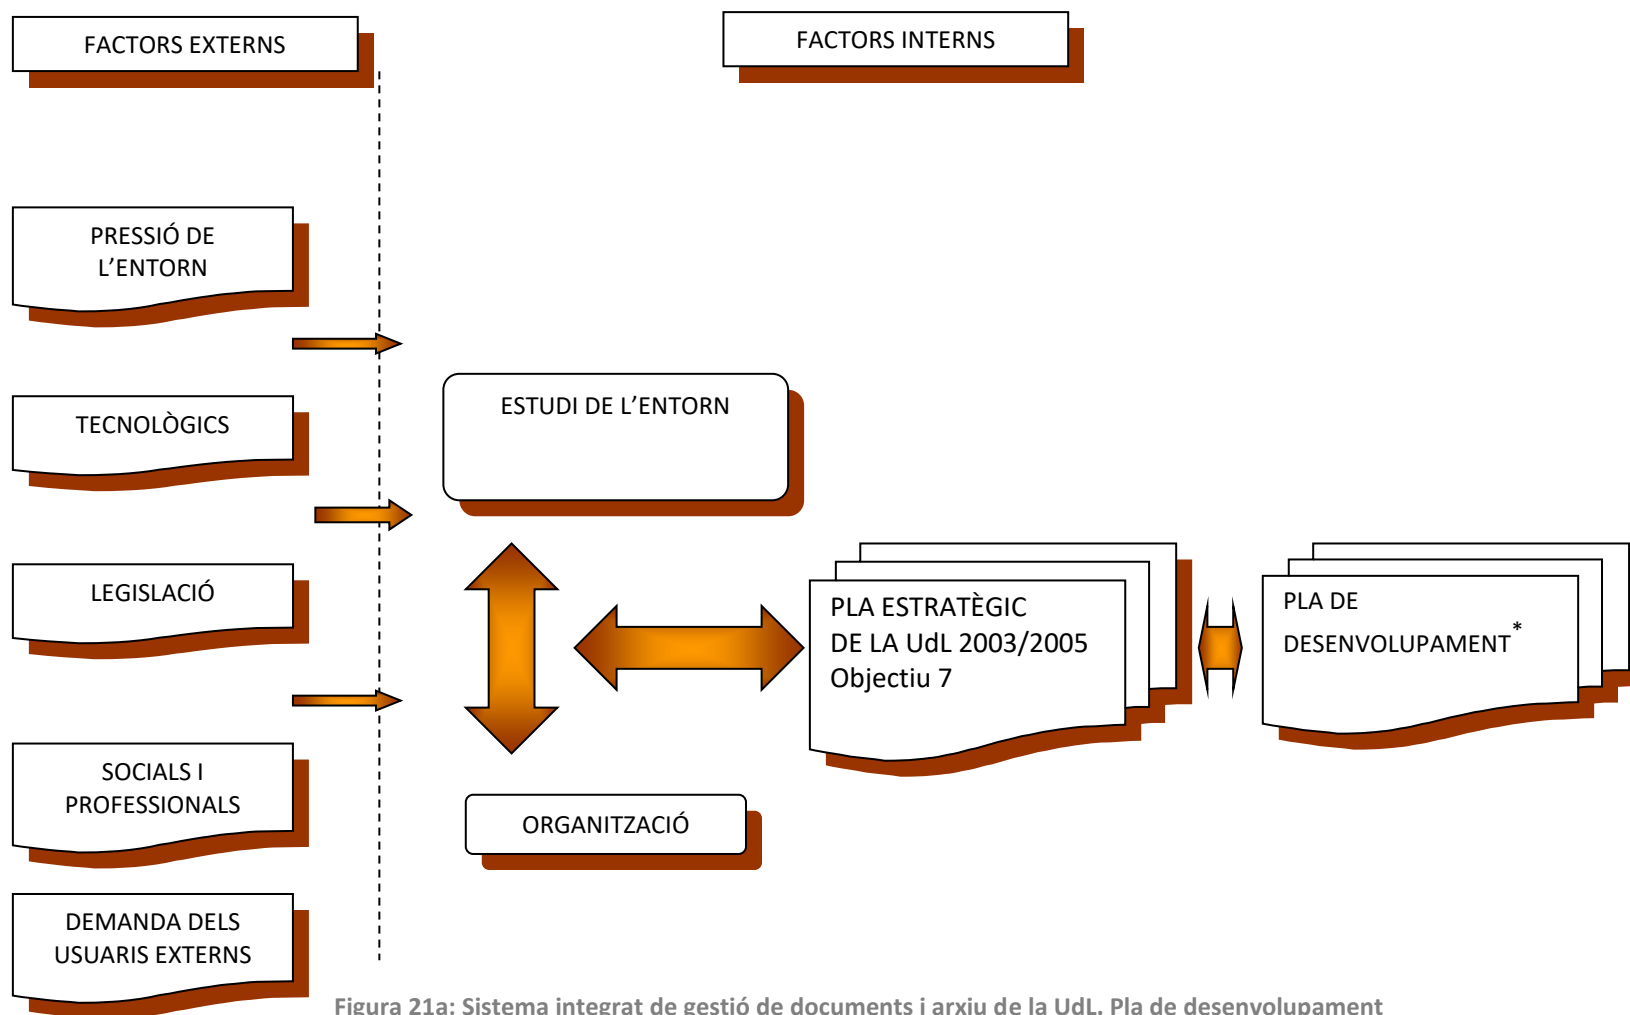 FACTORS EXTERNS
FACTORS INTERNS
PRESSIÓ DE
L’ENTORN
TECNOLÒGICS
LEGISLACIÓ
SOCIALS I
PROFESSIONALS
DEMANDA DELS
USUARIS EXTERNS
ESTUDI DE L’ENTORN
ORGANITZACIÓ
PLA ESTRATÈGIC
DE LA UdL 2003/2005
Objectiu 7
PLA DE
DESENVOLUPAMENT*
Figura 21a: Sistema integrat de gestió de documents i arxiu de la UdL. Pla de desenvolupament